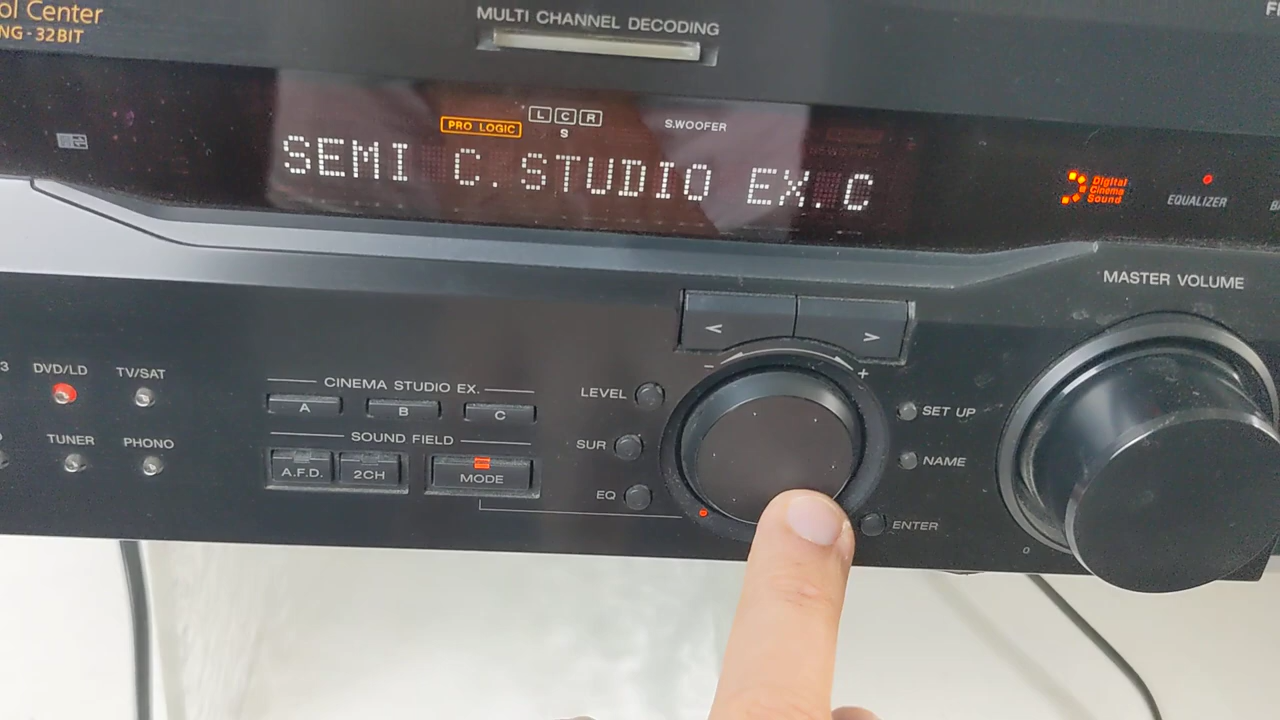 ol Center
NG-32BIT
MULTI CHANNEL DECODING
PRO LOGIC
L C R
S
S.WOOFER
SEMI C.STUDIO EX.C
Digital
Cinema
Sound
EQUALIZER
MASTER VOLUME
3
DVD/LD
TV/SAT
TUNER
PHONO
CINEMA STUDIO EX.
A
B
C
SOUND FIELD
A.F.D.
2CH
MODE
LEVEL
SUR
EQ
<
>
–
+
SET UP
NAME
ENTER
0